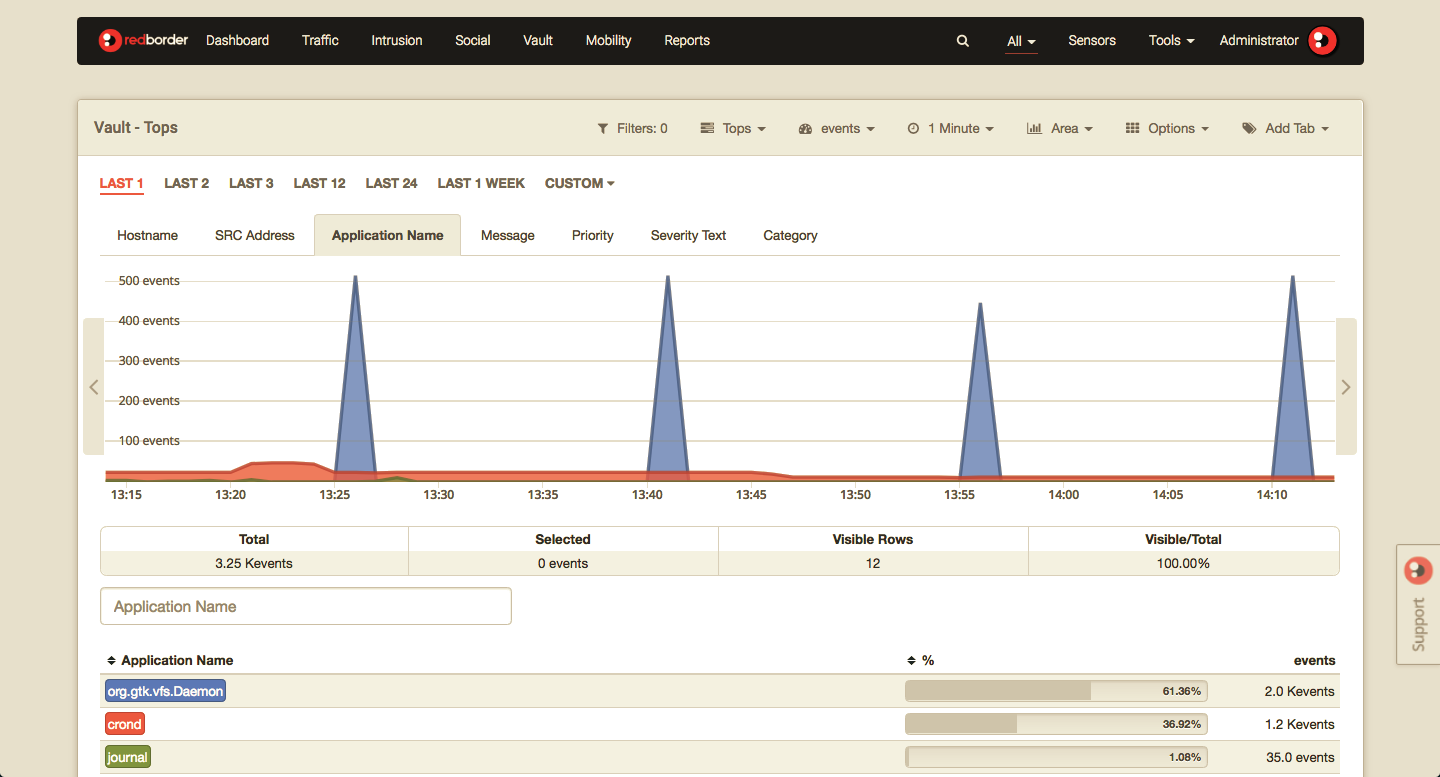 redborder Dashboard Traffic Intrusion Social Vault Mobility Reports All Sensors Tools Administrator
Vault - Tops Filters: 0 Tops events 1 Minute Area Options Add Tab
LAST 1 LAST 2 LAST 3 LAST 12 LAST 24 LAST 1 WEEK CUSTOM
Hostname SRC Address Application Name Message Priority Severity Text Category
500 events
400 events
300 events
200 events
100 events
13:15 13:20 13:25 13:30 13:35 13:40 13:45 13:50 13:55 14:00 14:05 14:10
Total Selected Visible Rows Visible/Total
3.25 Kevents 0 events 12 100.00%
Application Name
Application Name % events
org.gtk.vfs.Daemon 61.36% 2.0 Kevents
crond 36.92% 1.2 Kevents
journal 1.08% 35.0 events
Support